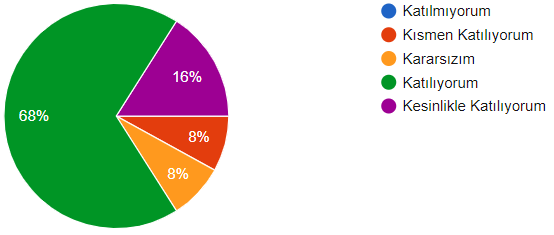 Katılmıyorum
Kısmen Katılıyorum
Kararsızım
Katılıyorum
Kesinlikle Katılıyorum
16%
68%
8%
8%